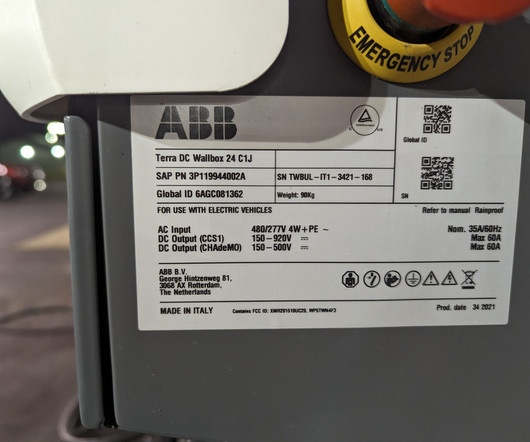 EMERGENCY STOP
ABB
Global ID
Terra DC Wallbox 24 C1J
SAP PN 3P119944002A
SN TWBUL-IT1-3421-168
Global ID 6AGC081362
Weight: 90Kg
SN
FOR USE WITH ELECTRIC VEHICLES
Refer to manual Rainproof
AC Input 480/277V 4W+PE ~ Nom. 35A/60Hz
DC Output (CCS1) 150-920V Max 60A
DC Output (CHAdeMO) 150-500V Max 60A
ABB B.V.
George Hintzenweg 81,
3068 AX Rotterdam,
The Netherlands
MADE IN ITALY
Contains FCC ID:
Prod. date 34 2021